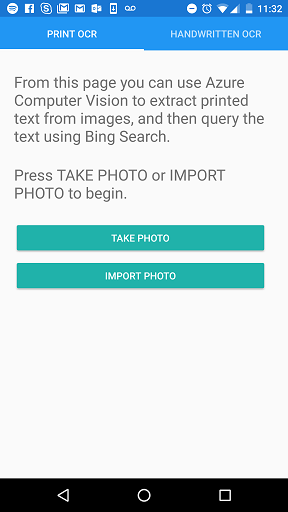 11:32
PRINT OCR
HANDWRITTEN OCR
From this page you can use Azure
Computer Vision to extract printed
text from images, and then query the
text using Bing Search.
Press TAKE PHOTO or IMPORT
PHOTO to begin.
TAKE PHOTO
IMPORT PHOTO